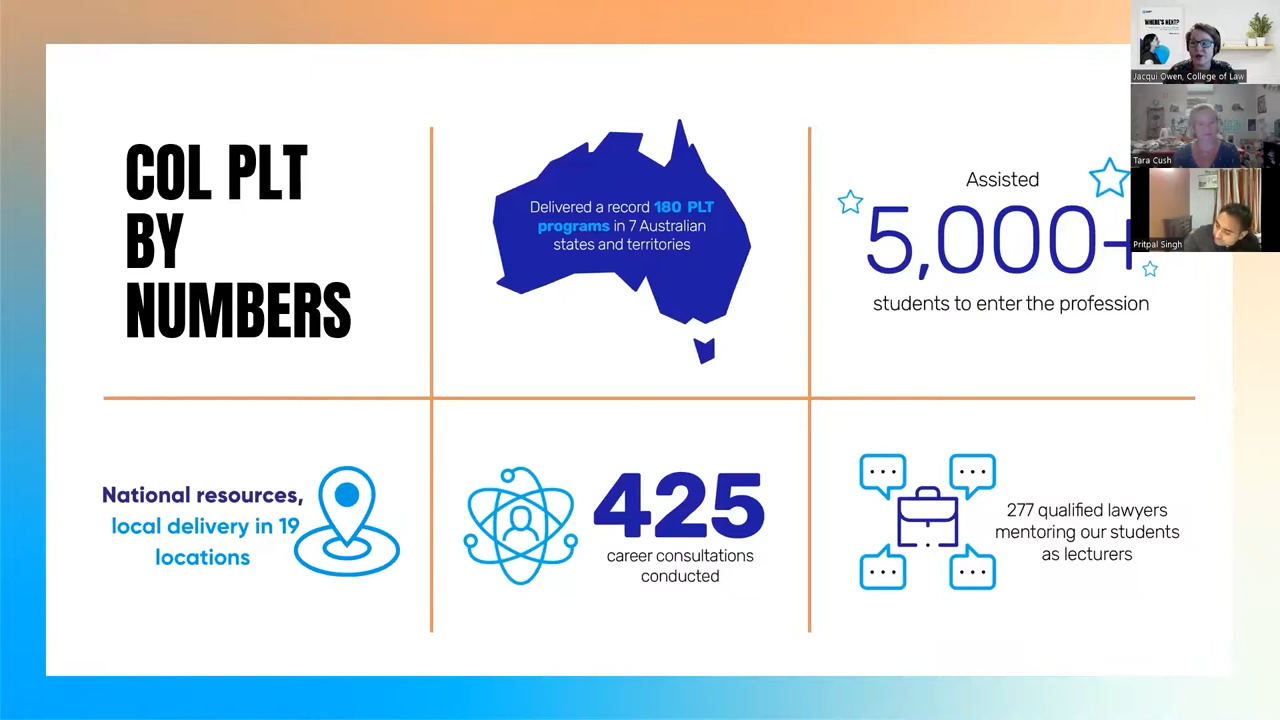 COL PLT
BY
NUMBERS
Delivered a record 180 PLT
programs in 7 Australian
states and territories
Assisted
5,000+
students to enter the profession
National resources,
local delivery in 19
locations
425
career consultations
conducted
277 qualified lawyers
mentoring our students
as lecturers
WHERE'S NEXT?
Jacqui Owen, College of Law
Tara Cush
Pritpal Singh